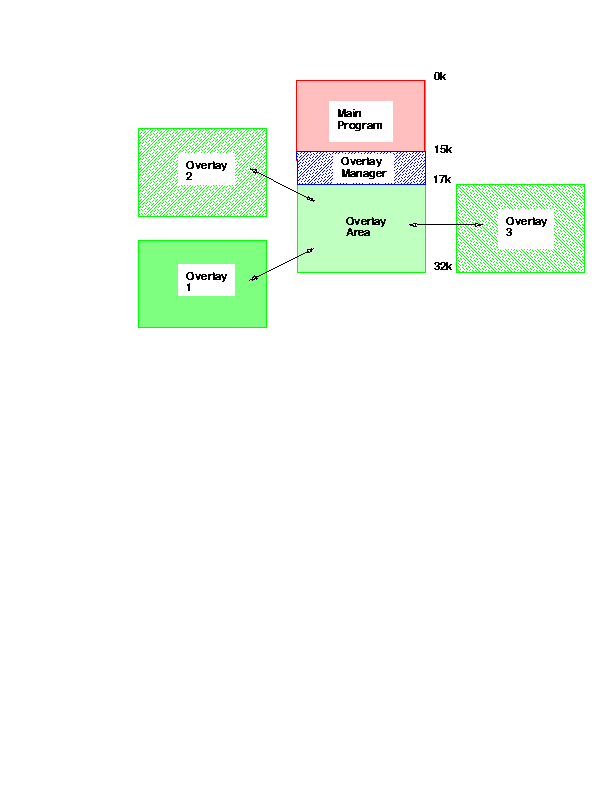 0k
Main
Program
15k
Overlay
Manager
17k
Overlay
2
Overlay
Area
Overlay
3
32k
Overlay
1